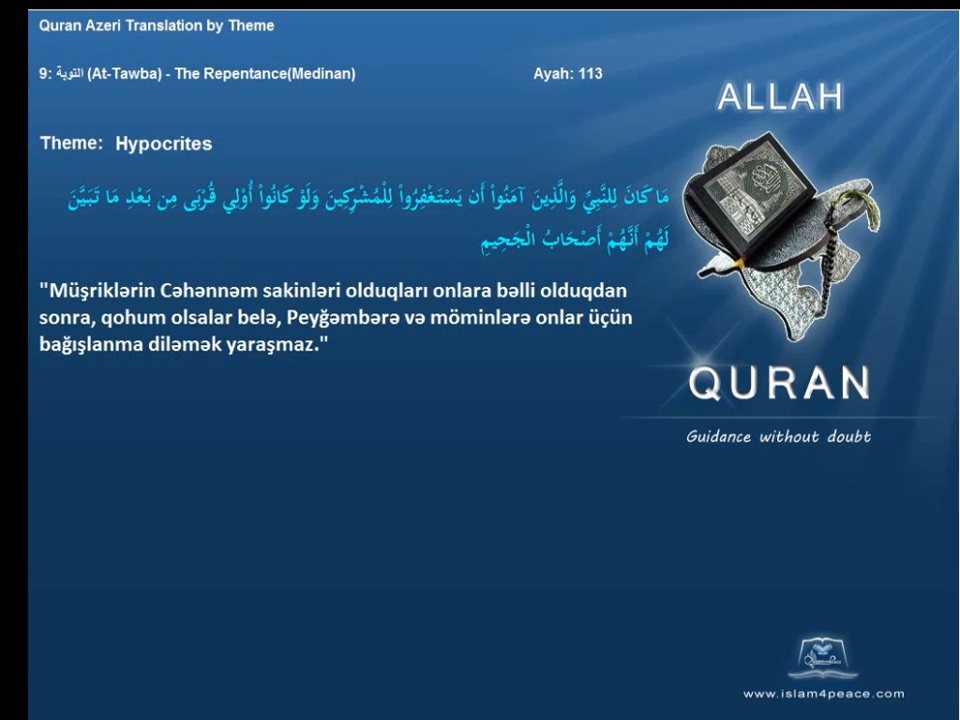 Quran Azeri Translation by Theme
9: التوبة (At-Tawba) - The Repentance(Medinan) Ayah: 113
Theme: Hypocrites
مَا كَانَ لِلنَّبِيِّ وَالَّذِينَ آمَنُواْ أَن يَسْتَغْفِرُواْ لِلْمُشْرِكِينَ وَلَوْ كَانُواْ أُوْلِي قُرْبَى مِن بَعْدِ مَا تَبَيَّنَ
لَهُمْ أَنَّهُمْ أَصْحَابُ الْجَحِيمِ
"Müşriklərin Cəhənnəm sakinləri olduqları onlara bəlli olduqdan
sonra, qohum olsalar belə, Peyğəmbərə və möminlərə onlar üçün
bağışlanma diləmək yaraşmaz."
ALLAH
QURAN
Guidance without doubt
www.islam4peace.com